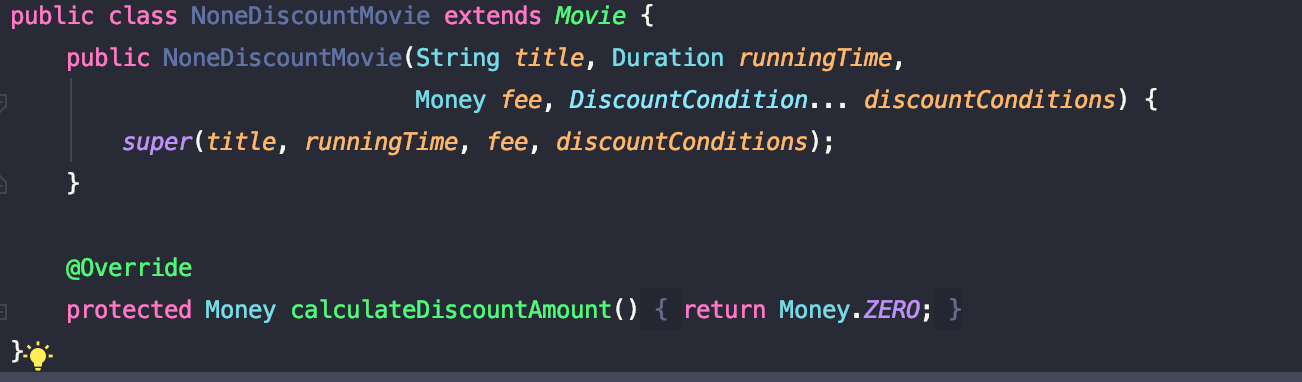 public class NoneDiscountMovie extends Movie {
    public NoneDiscountMovie(String title, Duration runningTime,
                             Money fee, DiscountCondition... discountConditions) {
        super(title, runningTime, fee, discountConditions);
    }

    @Override
    protected Money calculateDiscountAmount() { return Money.ZERO; }
}